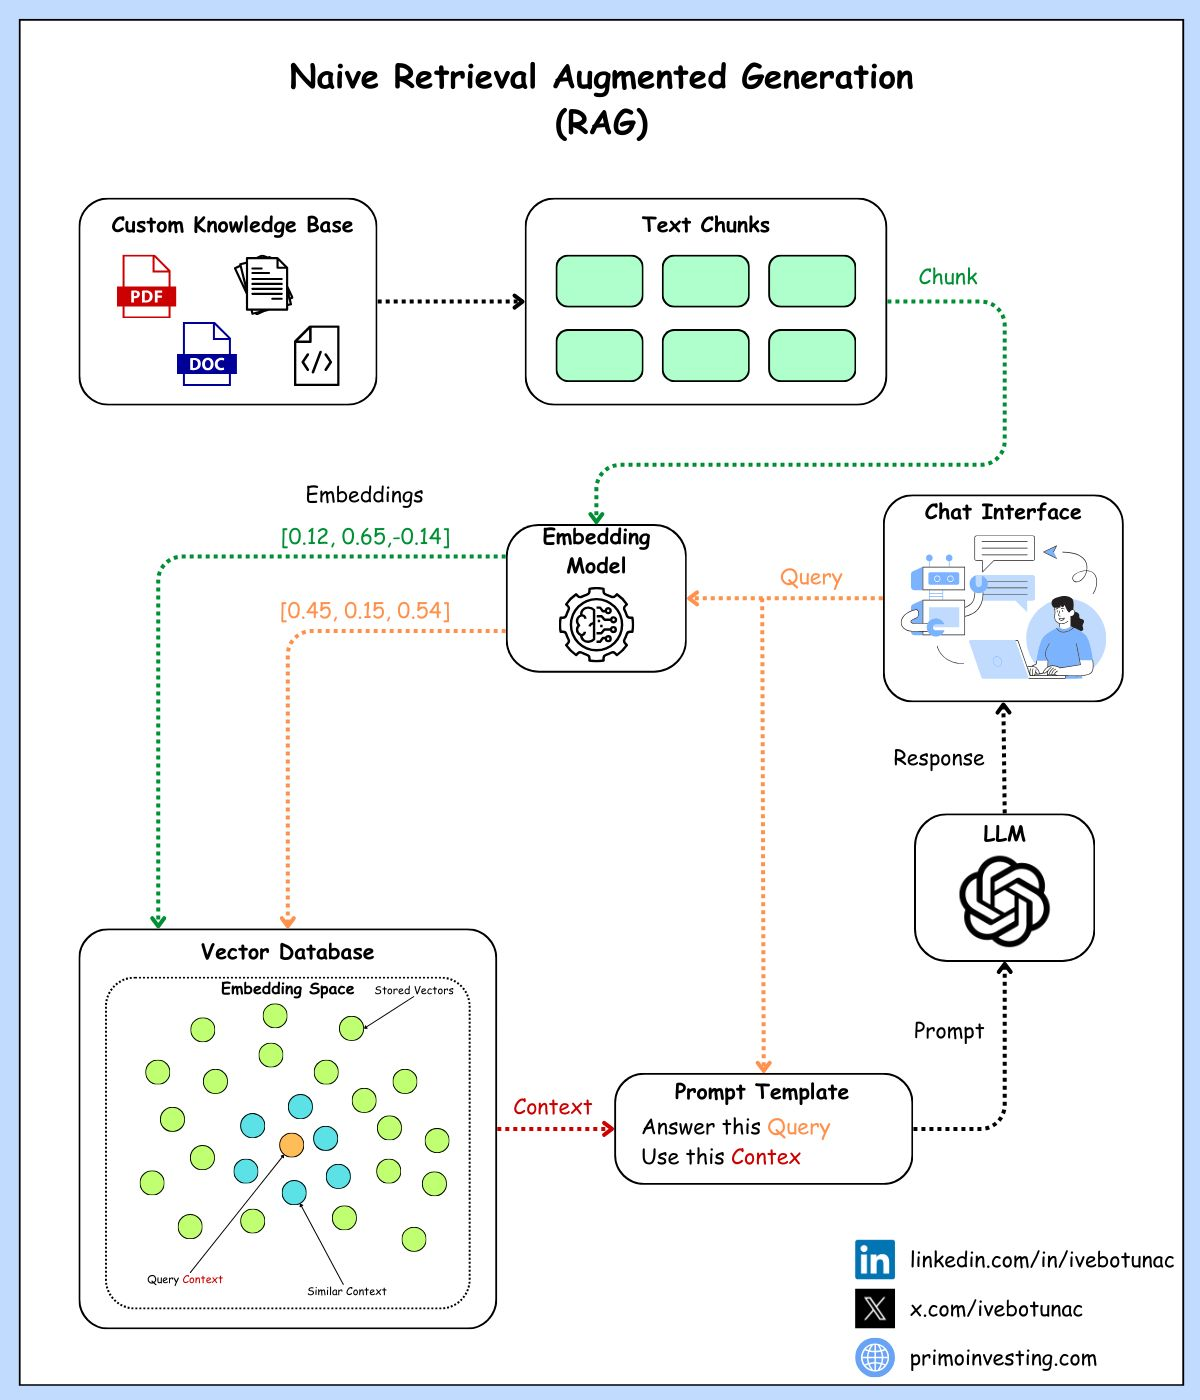 Naive Retrieval Augmented Generation
(RAG)
Custom Knowledge Base
PDF
DOC
</>
Text Chunks
Chunk
Embeddings
[0.12, 0.65,-0.14]
[0.45, 0.15, 0.54]
Embedding
Model
Query
Chat Interface
Response
LLM
Prompt
Vector Database
Embedding Space
Stored Vectors
Query Context
Similar Context
Context
Prompt Template
Answer this Query
Use this Contex
linkedin.com/in/ivebotunac
x.com/ivebotunac
primoinvesting.com